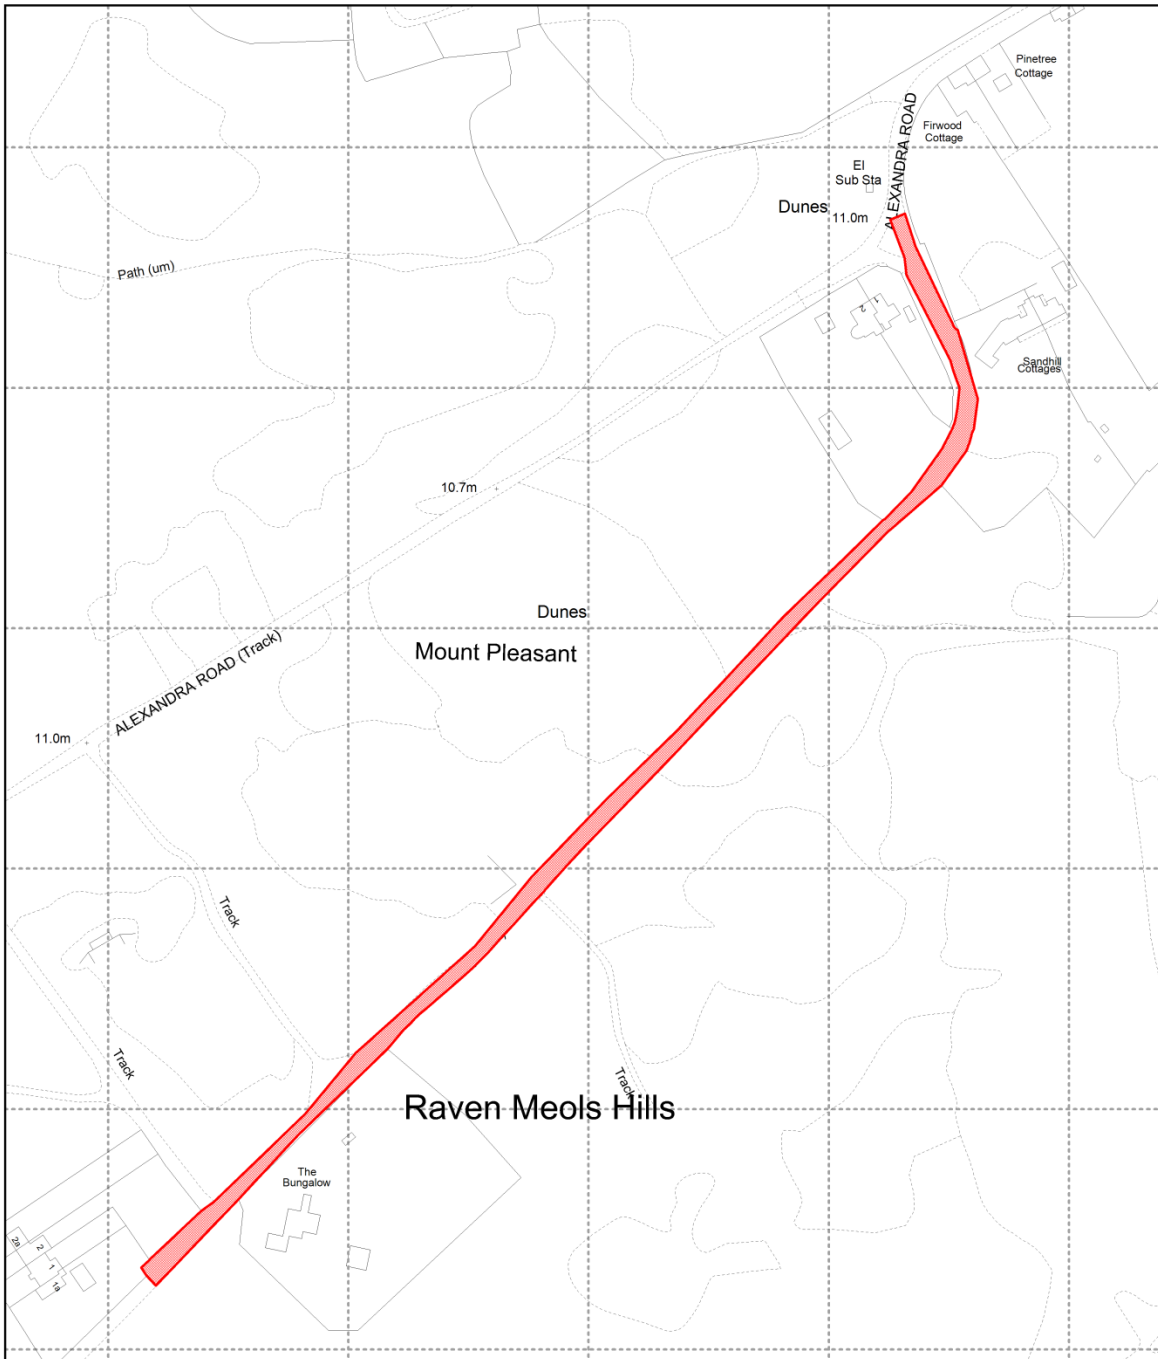 Pinetree
Cottage
ALEXANDRA ROAD
Firwood
Cottage
El
Sub Sta
Dunes
11.0m
Path (um)
1
2
Sandhill
Cottages
10.7m
Dunes
ALEXANDRA ROAD (Track)
Mount Pleasant
11.0m
Track
Track
Track
Raven Meols Hills
The
Bungalow
2a
2
1
1a